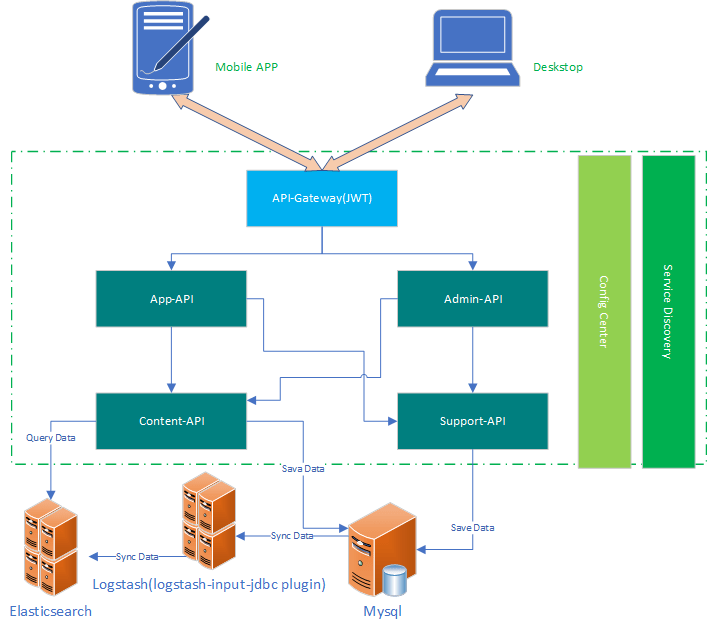 Mobile APP
Deskstop
API-Gateway(JWT)
App-API
Admin-API
Config Center
Service Discovery
Content-API
Support-API
Query Data
Sava Data
Save Data
Sync Data
Sync Data
Logstash(logstash-input-jdbc plugin)
Elasticsearch
Mysql